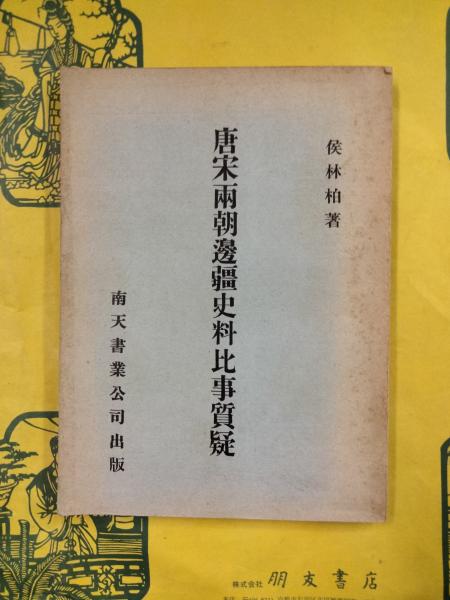 侯林柏著
唐宋兩朝邊疆史料比事質疑
南天書業公司出版
株式会社 朋友書店